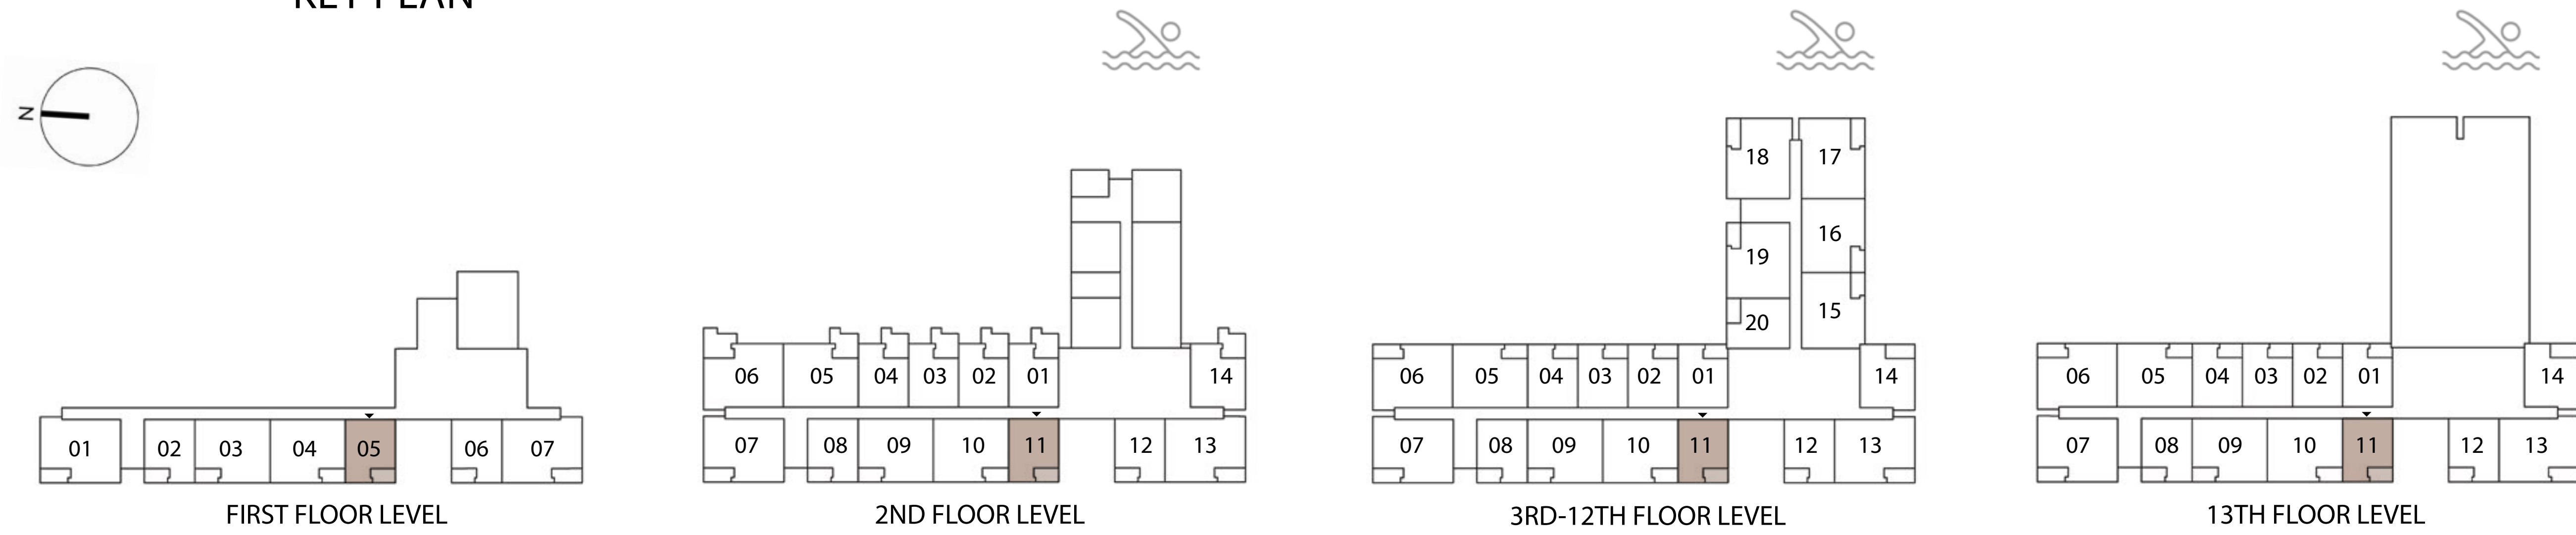 KEY PLAN
N
18 17
16
19
15
20
06 05 04 03 02 01 14
06 05 04 03 02 01 14
06 05 04 03 02 01 14
01 02 03 04 05 06 07
07 08 09 10 11 12 13
07 08 09 10 11 12 13
07 08 09 10 11 12 13
FIRST FLOOR LEVEL
2ND FLOOR LEVEL
3RD-12TH FLOOR LEVEL
13TH FLOOR LEVEL